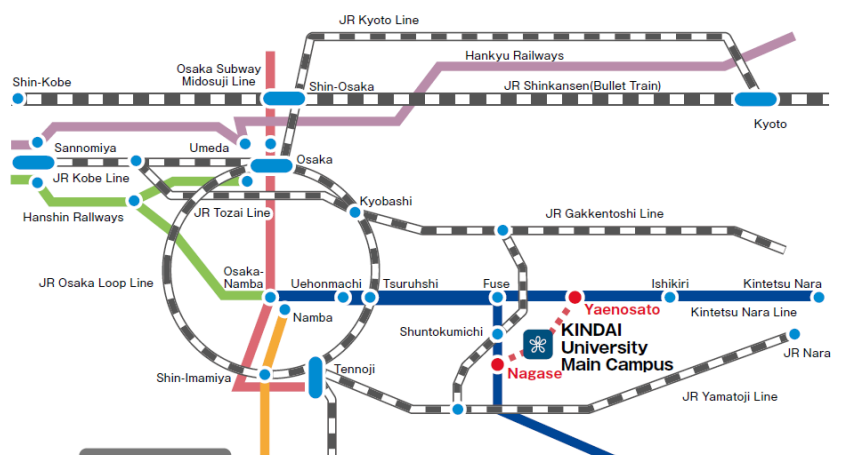 JR Kyoto Line
Hankyu Railways
Osaka Subway
Midosuji Line
Shin-Kobe
Shin-Osaka
JR Shinkansen(Bullet Train)
Kyoto
Sannomiya
Umeda
Osaka
JR Kobe Line
Kyobashi
Hanshin Rallways
JR Tozai Line
JR Gakkentoshi Line
JR Osaka Loop Line
Osaka-
Namba
Uehonmachi
Tsuruhshi
Fuse
Ishikiri
Kintetsu Nara
Yaenosato
Kintetsu Nara Line
Namba
Shuntokumichi
KINDAI
University
Main Campus
JR Nara
Nagase
Shin-Imamiya
Tennoji
JR Yamatoji Line